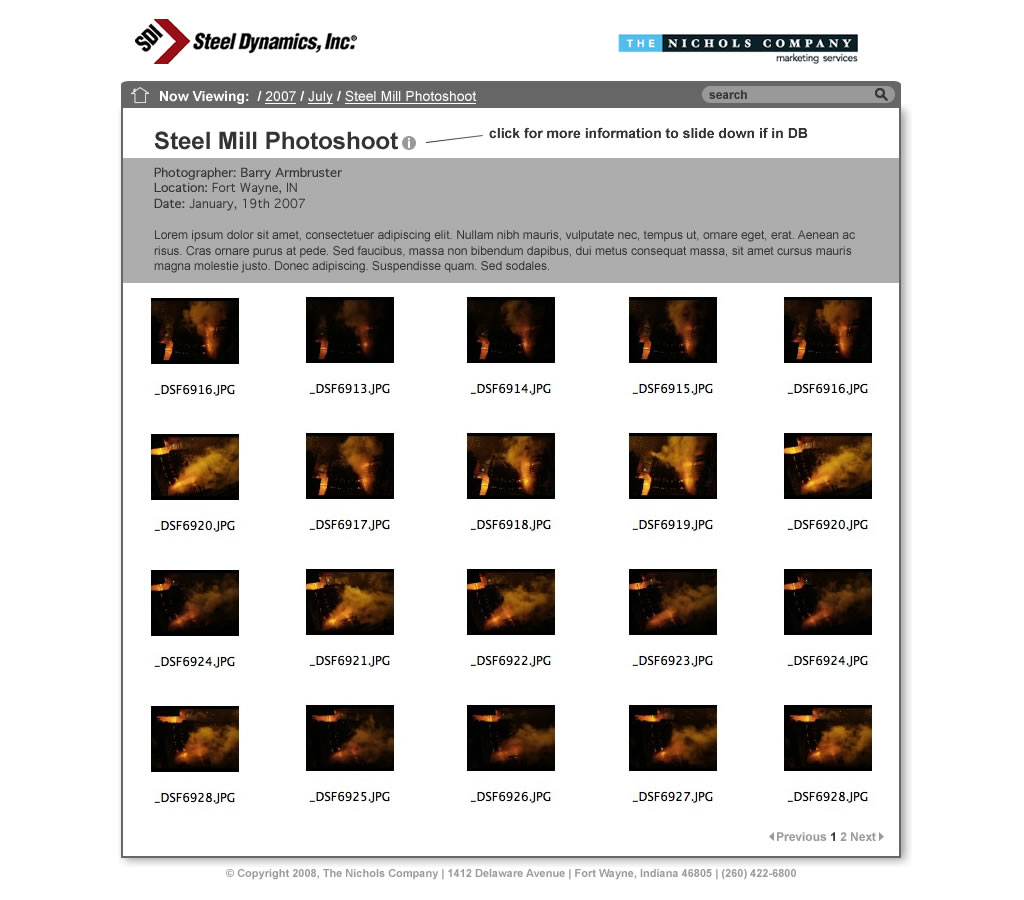 SDI Steel Dynamics, Inc.®
THE NICHOLS COMPANY
marketing services
Now Viewing: / 2007 / July / Steel Mill Photoshoot
search
Steel Mill Photoshoot i
click for more information to slide down if in DB
Photographer: Barry Armbruster
Location: Fort Wayne, IN
Date: January, 19th 2007
Lorem ipsum dolor sit amet, consectetuer adipiscing elit. Nullam nibh mauris, vulputate nec, tempus ut, ornare eget, erat. Aenean ac
risus. Cras ornare purus at pede. Sed faucibus, massa non bibendum dapibus, dui metus consequat massa, sit amet cursus mauris
magna molestie justo. Donec adipiscing. Suspendisse quam. Sed sodales.
_DSF6916.JPG _DSF6913.JPG _DSF6914.JPG _DSF6915.JPG _DSF6916.JPG
_DSF6920.JPG _DSF6917.JPG _DSF6918.JPG _DSF6919.JPG _DSF6920.JPG
_DSF6924.JPG _DSF6921.JPG _DSF6922.JPG _DSF6923.JPG _DSF6924.JPG
_DSF6928.JPG _DSF6925.JPG _DSF6926.JPG _DSF6927.JPG _DSF6928.JPG
Previous 1 2 Next
© Copyright 2008, The Nichols Company | 1412 Delaware Avenue | Fort Wayne, Indiana 46805 | (260) 422-6800